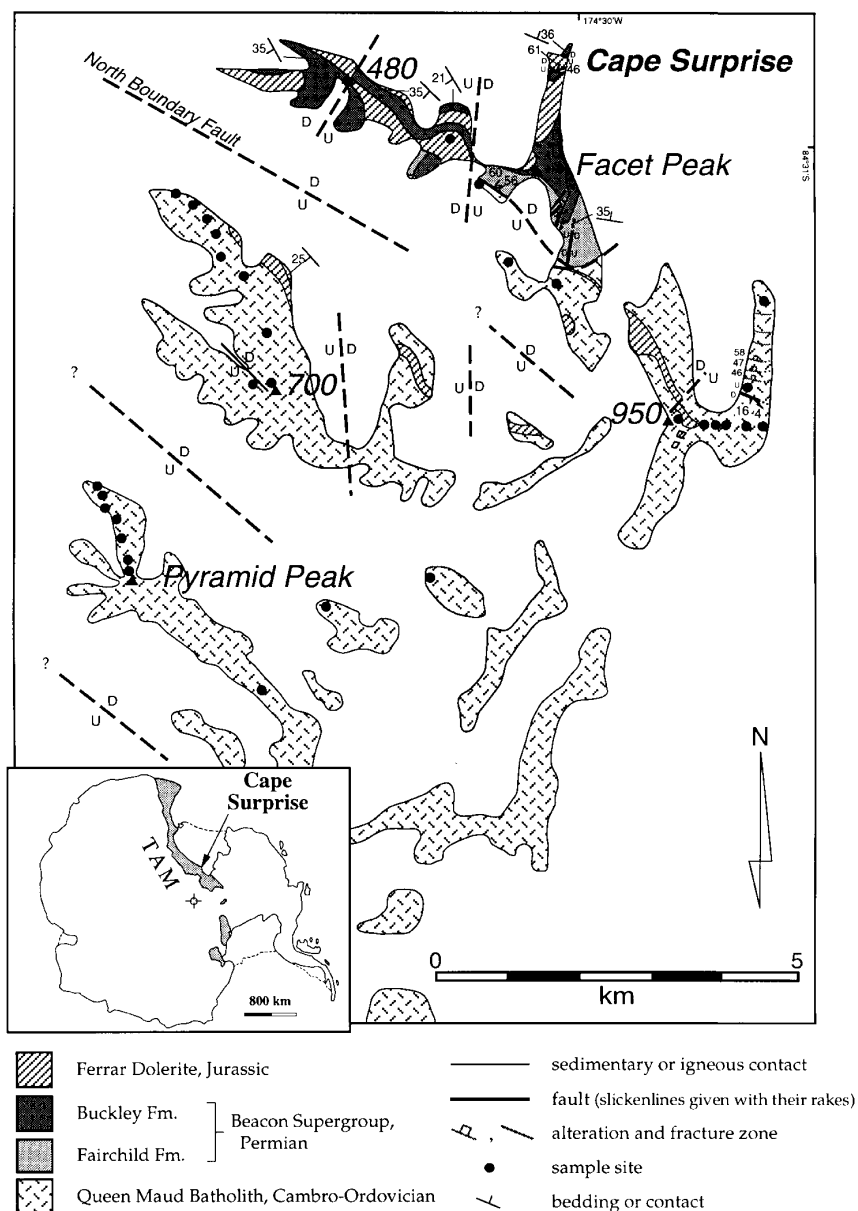 174°30'W
36
61
D
U
46
Cape Surprise
35
480
21
U D
35
North Boundary Fault
D
U
D
U
84°31'S
60
56
Facet Peak
D U
U
D
35
25
?
U D
U
D
?
U D
700
U D
58
47
46
U
D
D
U
950
16
4
D
U
Pyramid Peak
?
D
U
N
Cape
Surprise
TAM
800 km
0 5
km
Ferrar Dolerite, Jurassic
Buckley Fm.
Beacon Supergroup,
Permian
Fairchild Fm.
Queen Maud Batholith, Cambro-Ordovician
sedimentary or igneous contact
fault (slickenlines given with their rakes)
, alteration and fracture zone
sample site
bedding or contact